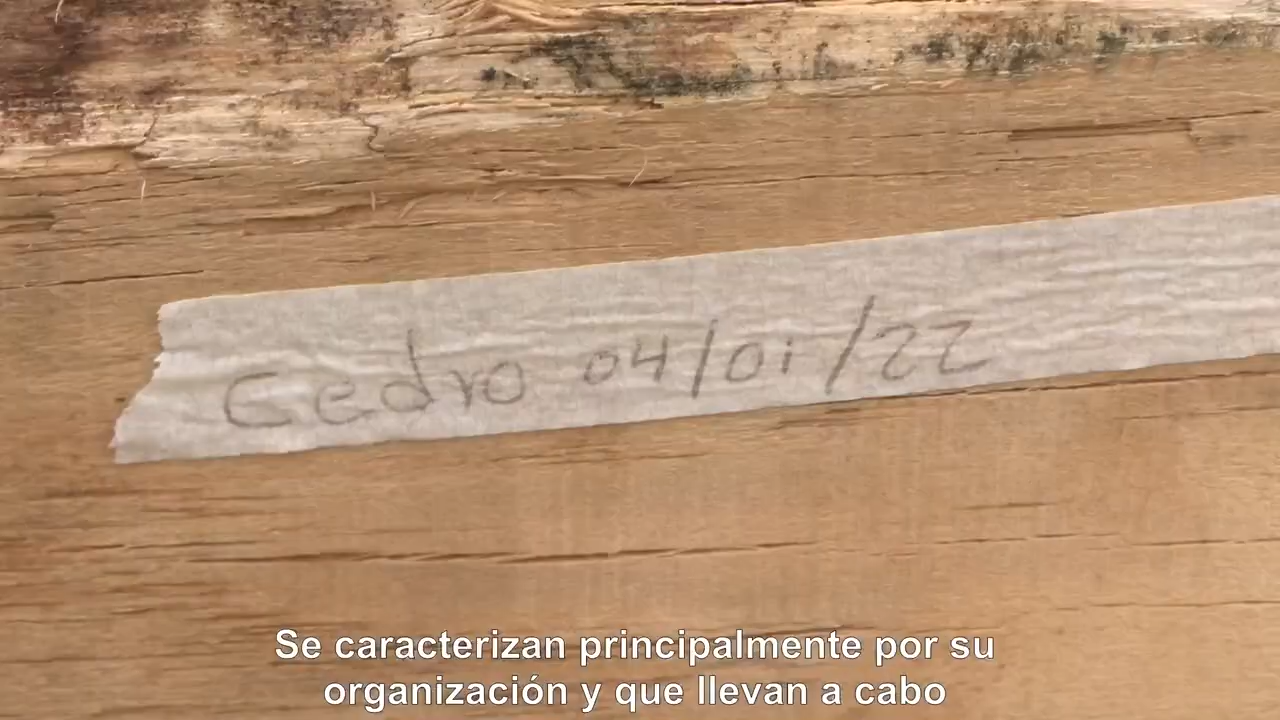 Cedro 04/01/22
Se caracterizan principalmente por su
organización y que llevan a cabo